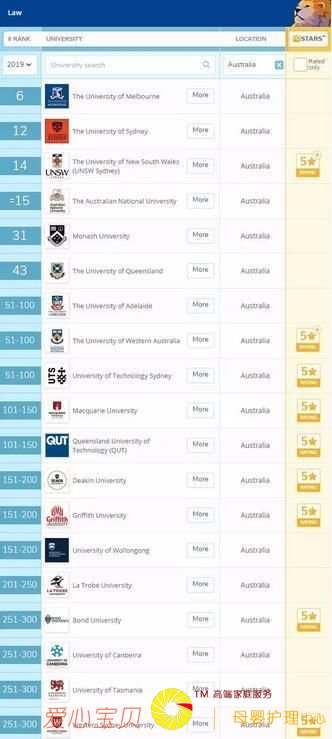 Law
# RANK UNIVERSITY LOCATION QS STARS™
2019 University search Australia Rated only
6 The University of Melbourne More Australia
12 The University of Sydney More Australia
14 The University of New South Wales (UNSW Sydney) More Australia 5+ RATING
UNSW
=15 The Australian National University More Australia
31 Monash University More Australia
43 The University of Queensland More Australia
51-100 The University of Adelaide More Australia
51-100 The University of Western Australia More Australia 5+ RATING
51-100 UTS University of Technology Sydney More Australia 5 RATING
101-150 Macquarie University More Australia 5 RATING
101-150 QUT Queensland University of Technology (QUT) More Australia 5 RATING
151-200 Deakin University More Australia 5 RATING
151-200 Griffith University More Australia 5 RATING
151-200 University of Wollongong More Australia
201-250 LA TROBE La Trobe University More Australia
251-300 Bond University More Australia 5 RATING
251-300 University of Canberra More Australia
251-300 University of Tasmania More Australia
TM 高端家庭服务
爱心宝贝 母婴护理中心
251-300 Western Sydney University More Australia 5